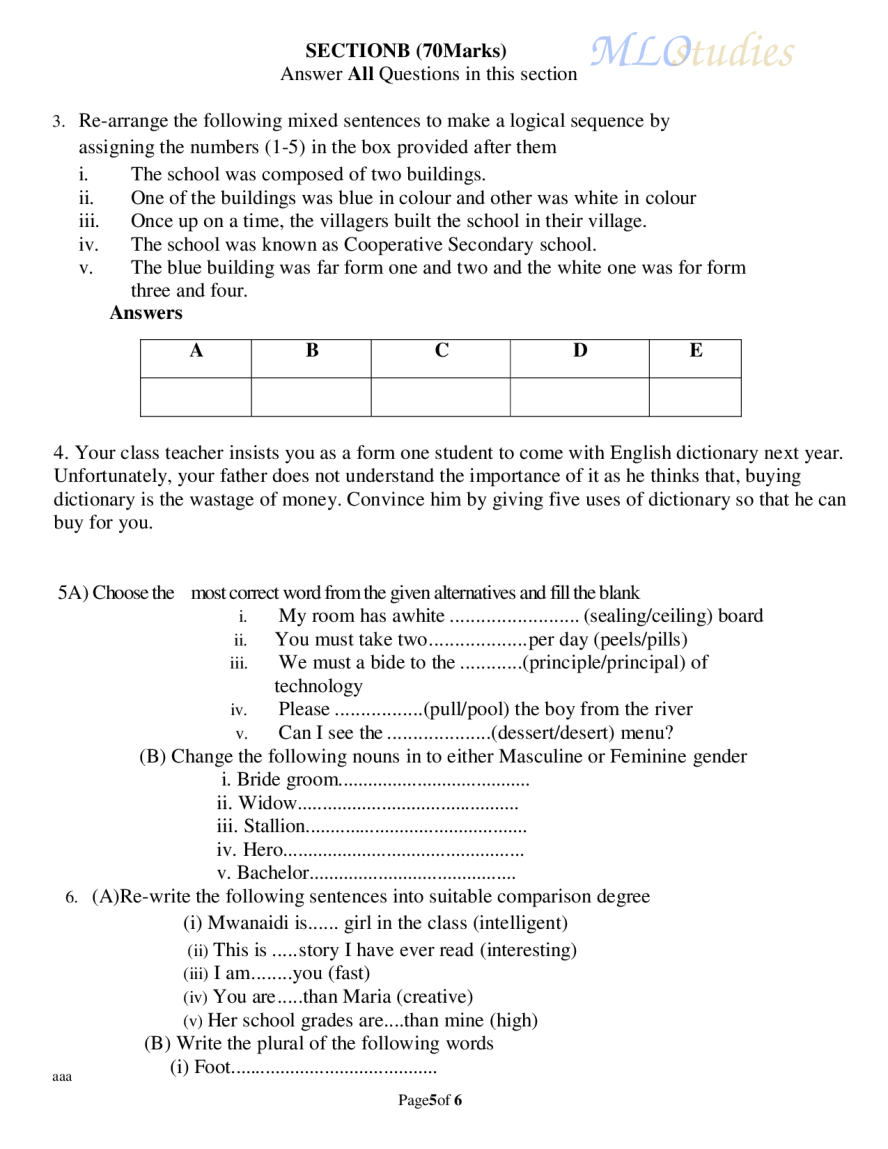 SECTIONB (70Marks)
MLOstudies
Answer All Questions in this section
3. Re-arrange the following mixed sentences to make a logical sequence by
assigning the numbers (1-5) in the box provided after them
i. The school was composed of two buildings.
ii. One of the buildings was blue in colour and other was white in colour
iii. Once up on a time, the villagers built the school in their village.
iv. The school was known as Cooperative Secondary school.
v. The blue building was far form one and two and the white one was for form
three and four.
Answers
A B C D E
4. Your class teacher insists you as a form one student to come with English dictionary next year.
Unfortunately, your father does not understand the importance of it as he thinks that, buying
dictionary is the wastage of money. Convince him by giving five uses of dictionary so that he can
buy for you.
5A) Choose the most correct word from the given alternatives and fill the blank
i. My room has awhite ......................... (sealing/ceiling) board
ii. You must take two...................per day (peels/pills)
iii. We must a bide to the ............(principle/principal) of
technology
iv. Please .................(pull/pool) the boy from the river
v. Can I see the ....................(dessert/desert) menu?
(B) Change the following nouns in to either Masculine or Feminine gender
i. Bride groom.......................................
ii. Widow.............................................
iii. Stallion.............................................
iv. Hero.................................................
v. Bachelor..........................................
6. (A)Re-write the following sentences into suitable comparison degree
(i) Mwanaidi is...... girl in the class (intelligent)
(ii) This is .....story I have ever read (interesting)
(iii) I am........you (fast)
(iv) You are.....than Maria (creative)
(v) Her school grades are....than mine (high)
(B) Write the plural of the following words
(i) Foot..........................................
aaa
Page5of 6